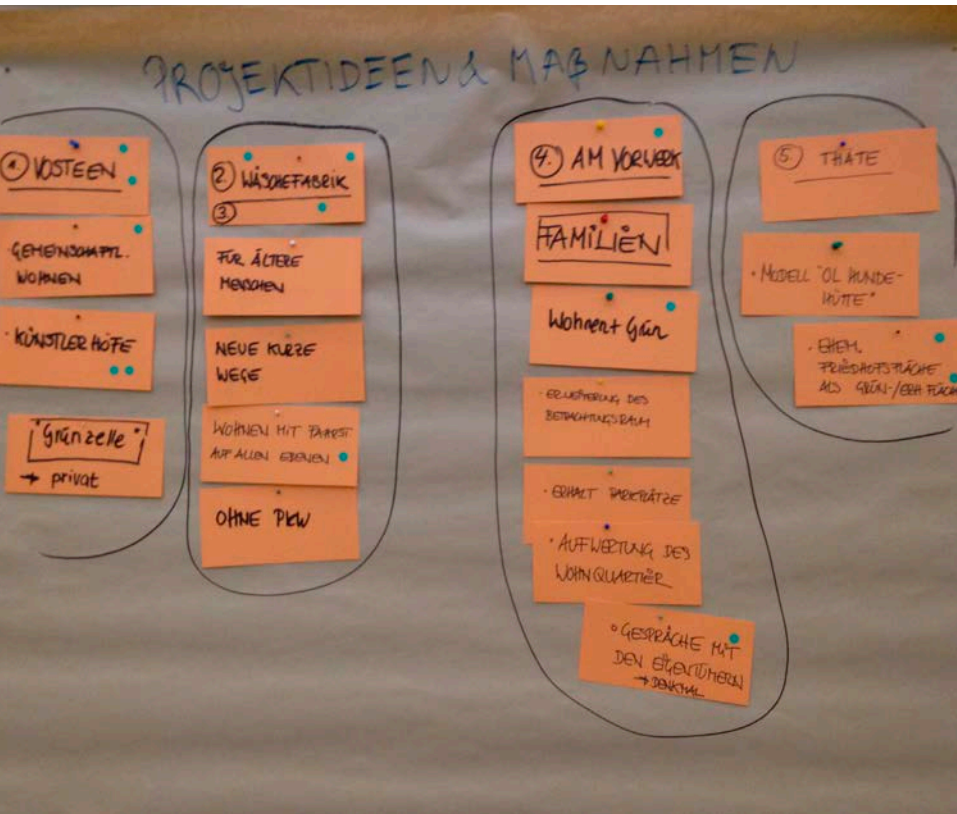 PROJEKTIDEEN & MAßNAHMEN
1. VOSTEEN
GEMEINSCHAFTL.
WOHNEN
· KÜNSTLERHÖFE
"Grünzelle"
→ privat
2 WÄSCHEFABRIK
3
FÜR ÄLTERE
MENSCHEN
NEUE KURZE
WEGE
WOHNEN MIT FAHRST
AUF ALLEN EBENEN
OHNE PKW
4. AM VORWERK
FAMILIEN
Wohnen + Grün
· ERWEITERUNG DES
BETRACHTUNGSRAUM
· ERHALT PARKPLÄTZE
· AUFWERTUNG DES
WOHNQUARTIER
° GESPRÄCHE MIT
DEN EIGENTÜMERN
→ DENKMAL
5. THATE
· MODELL "OL HUNDE-
HÜTTE"
· EHEM.
FRIEDHOFSFLÄCHE
ALS GRÜN-/ERH. FLÄCH